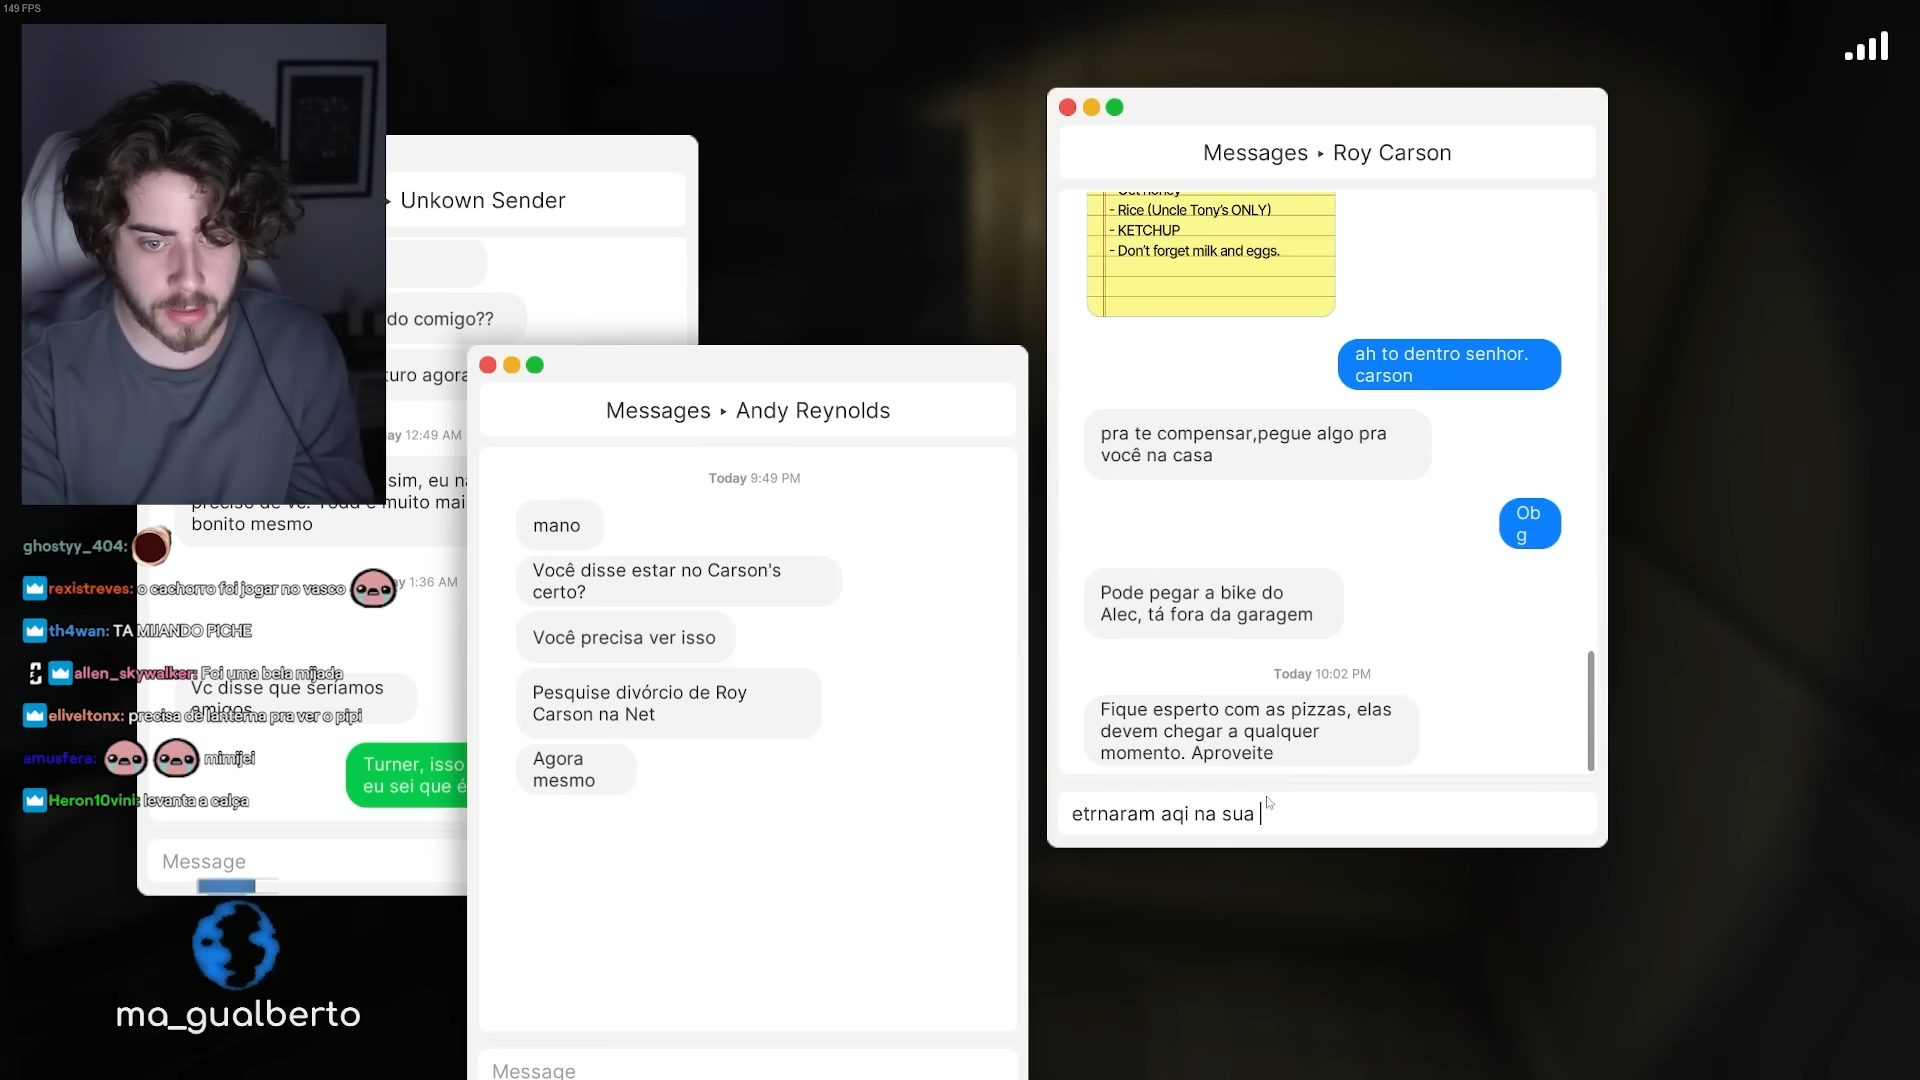 149 FPS
Unkown Sender
do comigo??
turo agora
ay 12:49 AM
sim, eu n
muito mai
bonito mesmo
y 1:36 AM
Vc disse que seríamos
amigos
Turner, isso
eu sei que é
Message
ghostyy_404:
rexistreves: o cachorro foi jogar no vasco
th4wan: TA MIJANDO PICHE
allen_skywalker: Foi uma bela mijada
eliveltonx: precisa de lanterna pra ver o pipi
amusfera: mimijei
Heron10vini: levanta a calça
ma_gualberto
Messages ▸ Andy Reynolds
Today 9:49 PM
mano
Você disse estar no Carson's
certo?
Você precisa ver isso
Pesquise divórcio de Roy
Carson na Net
Agora
mesmo
Message
Messages ▸ Roy Carson
- Rice (Uncle Tony's ONLY)
- KETCHUP
- Don't forget milk and eggs.
ah to dentro senhor.
carson
pra te compensar,pegue algo pra
você na casa
Ob
g
Pode pegar a bike do
Alec, tá fora da garagem
Today 10:02 PM
Fique esperto com as pizzas, elas
devem chegar a qualquer
momento. Aproveite
etrnaram aqi na sua